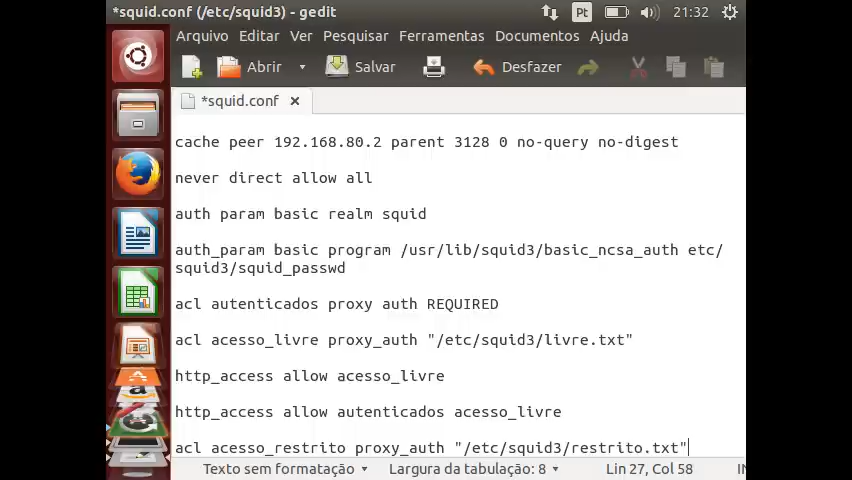 *squid.conf (/etc/squid3) - gedit
Pt
21:32
Arquivo Editar Ver Pesquisar Ferramentas Documentos Ajuda
Abrir Salvar Desfazer
*squid.conf ×
cache peer 192.168.80.2 parent 3128 0 no-query no-digest
never direct allow all
auth param basic realm squid
auth_param basic program /usr/lib/squid3/basic_ncsa_auth etc/
squid3/squid_passwd
acl autenticados proxy auth REQUIRED
acl acesso_livre proxy_auth "/etc/squid3/livre.txt"
http_access allow acesso_livre
http_access allow autenticados acesso_livre
acl acesso_restrito proxy_auth "/etc/squid3/restrito.txt"
Texto sem formatação Largura da tabulação: 8 Lin 27, Col 58 IN